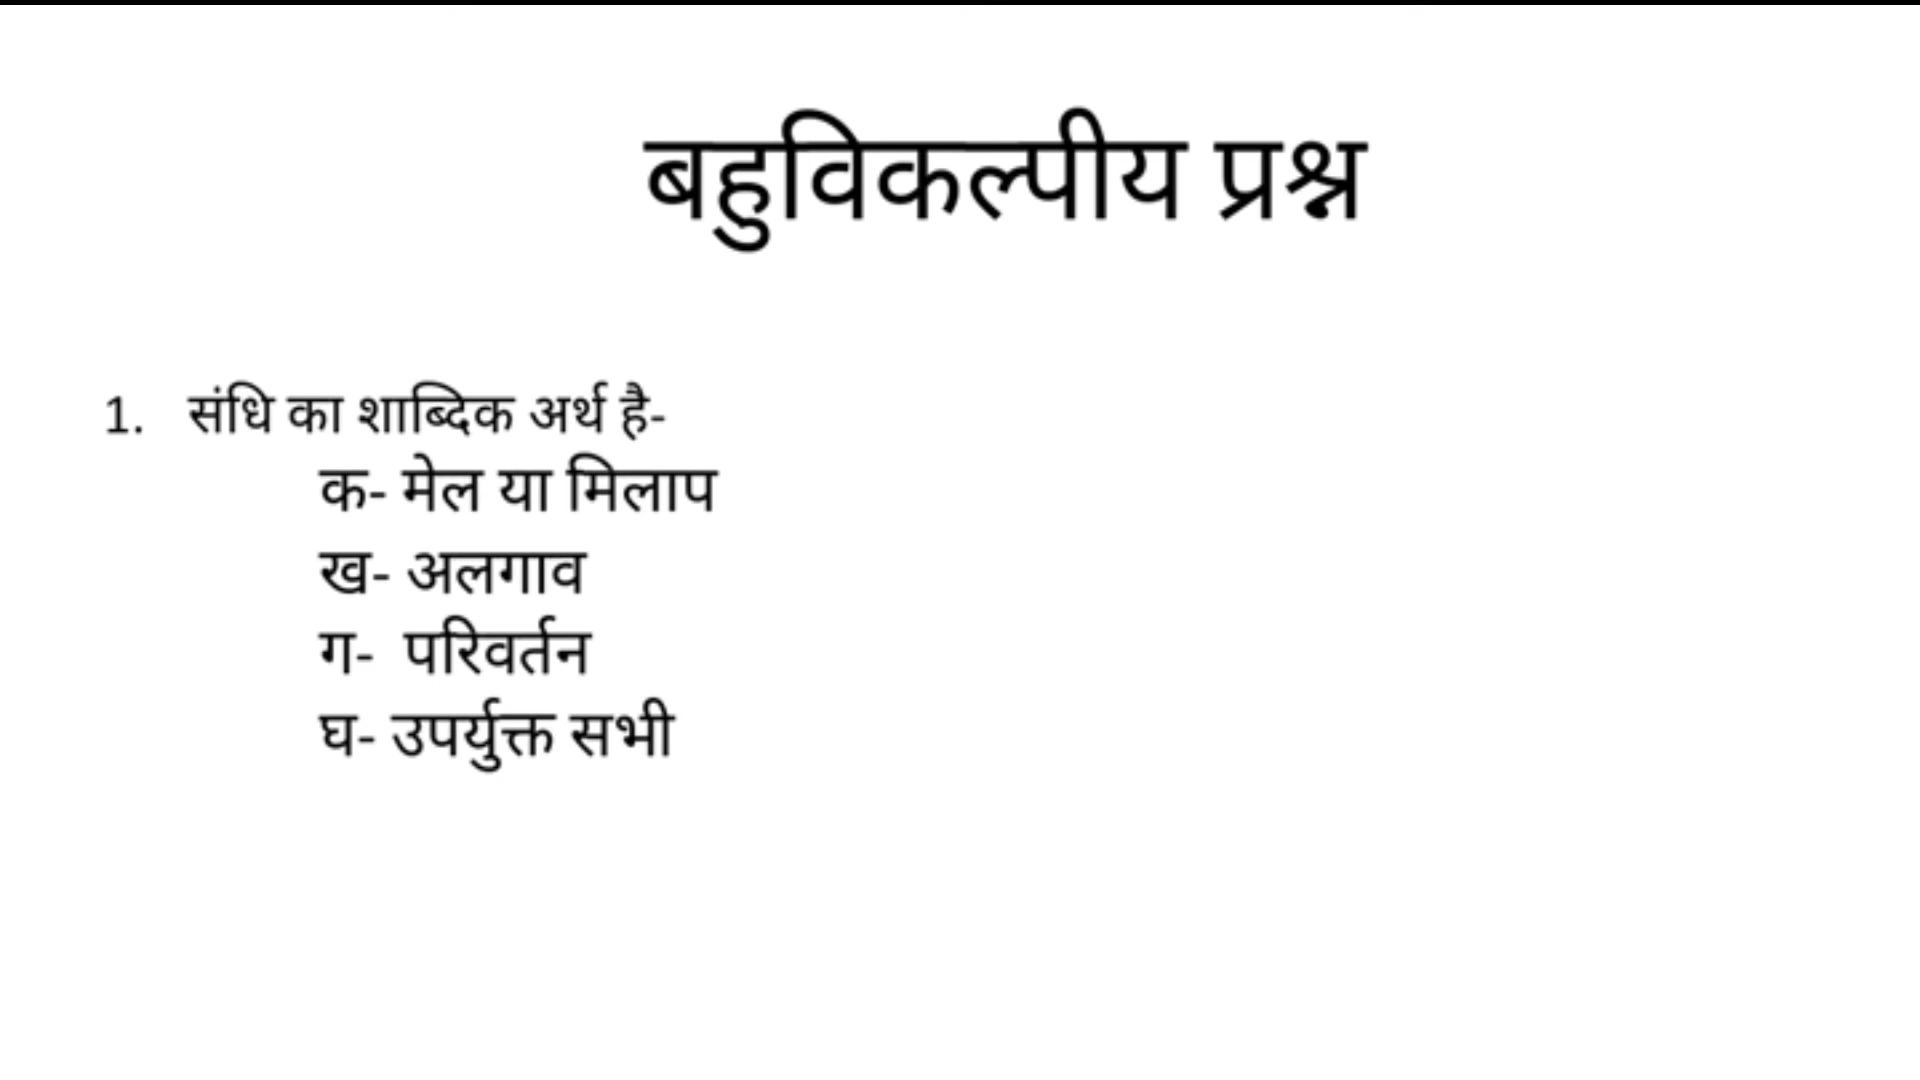 बहुविकल्पीय प्रश्न
1. संधि का शाब्दिक अर्थ है-
क- मेल या मिलाप
ख- अलगाव
ग- परिवर्तन
घ- उपर्युक्त सभी